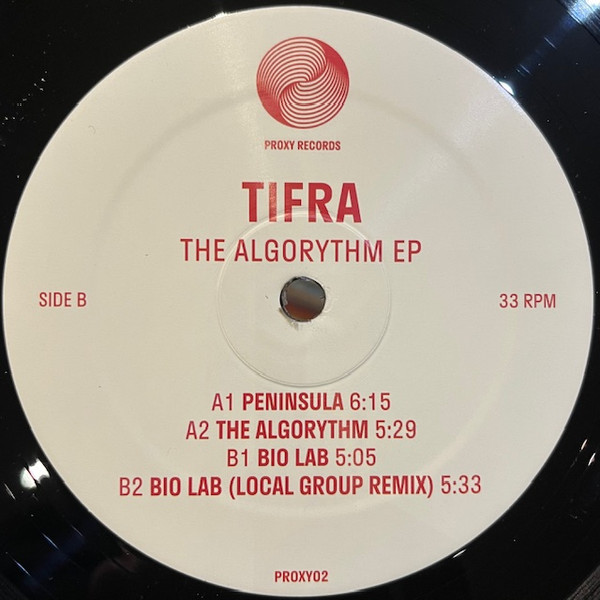 PROXY RECORDS
TIFRA
THE ALGORYTHM EP
SIDE B
33 RPM
A1 PENINSULA 6:15
A2 THE ALGORYTHM 5:29
B1 BIO LAB 5:05
B2 BIO LAB (LOCAL GROUP REMIX) 5:33
PROXY02